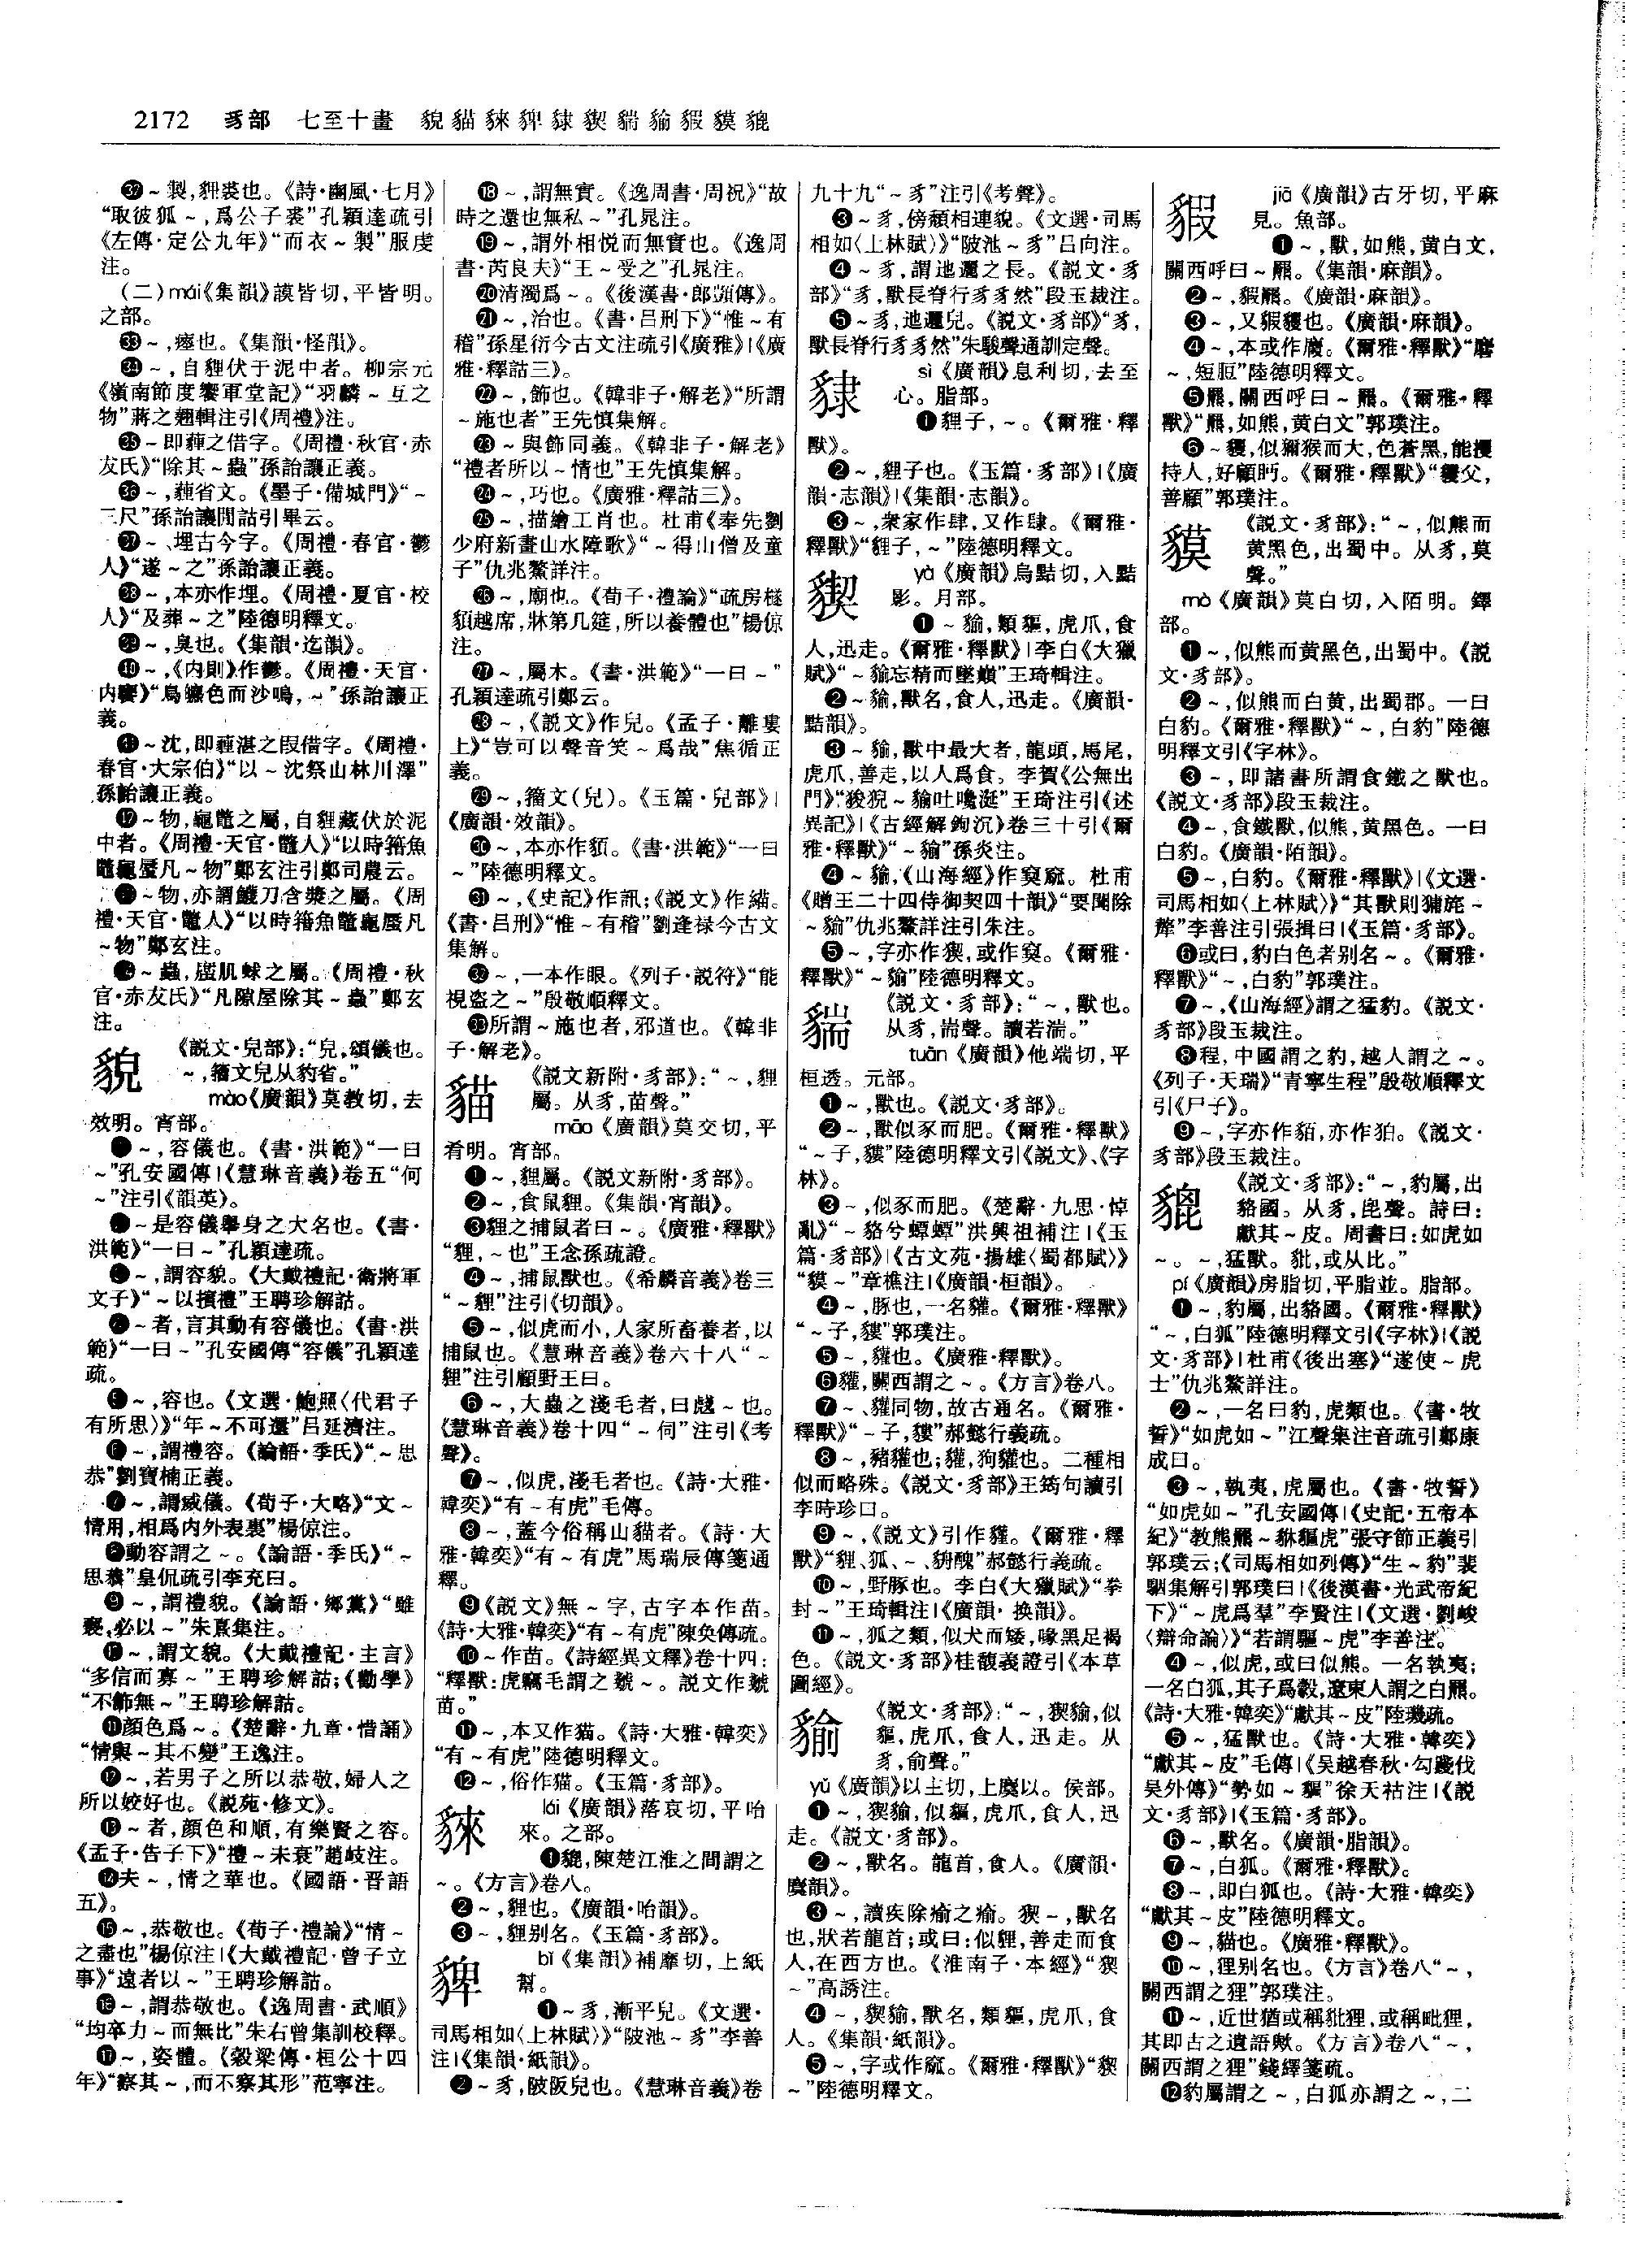 2172 豸部 七至十畫 貌貓䅘貏䝀䝟貒貐貑貘貔
㉜～製,貍裘也。《詩·豳風·七月》
“取彼狐～,爲公子裘”孔穎達疏引
《左傳·定公九年》“而衣～製”服虔
注。
(二)mái《集韻》謨皆切,平皆明。
之部。
㉝～,瘞也。《集韻·怪韻》。
㉞～,自貍伏于泥中者。柳宗元
《嶺南節度饗軍堂記》“羽鱗～互之
物”蔣之翹輯注引《周禮》注。
㉟～即薶之借字。《周禮·秋官·赤
犮氏》“除其～蟲”孫詒讓正義。
㊱～,薶省文。《墨子·備城門》“～
三尺”孫詒讓閒詁引畢云。
㊲～、埋古今字。《周禮·春官·鬱
人》“遂～之”孫詒讓正義。
㊳～,本亦作埋。《周禮·夏官·校
人》“及葬～之”陸德明釋文。
㊴～,臭也。《集韻·迄韻》。
㊵～,《内則》作鬱。《周禮·天官·
内饔》“鳥皫色而沙鳴,～”孫詒讓正
義。
㊶～沈,即薶湛之叚借字。《周禮·
春官·大宗伯》“以～沈祭山林川澤”
孫詒讓正義。
㊷～物,龜鼈之屬,自貍藏伏於泥
中者。《周禮·天官·鼈人》“以時簎魚
鼈龜蜃凡～物”鄭玄注引鄭司農云。
㊸～物,亦謂鱴刀含漿之屬。《周
禮·天官·鼈人》“以時簎魚鼈龜蜃凡
～物”鄭玄注。
㊹～蟲,𧒒肌蛷之屬。《周禮·秋
官·赤犮氏》“凡隙屋除其～蟲”鄭玄
注。
貌 《説文·皃部》:“皃,頌儀也。
～,籀文皃从豹省。”
mào《廣韻》莫教切,去
效明。宵部。
❶～,容儀也。《書·洪範》“一曰
～”孔安國傳|《慧琳音義》卷五“何
～”注引《韻英》。
❷～是容儀舉身之大名也。《書·
洪範》“一曰～”孔穎達疏。
❸～,謂容貌。《大戴禮記·衛將軍
文子》“～以擯禮”王聘珍解詁。
❹～者,言其動有容儀也。《書·洪
範》“一曰～”孔安國傳“容儀”孔穎達
疏。
❺～,容也。《文選·鮑照〈代君子
有所思〉》“年～不可還”吕延濟注。
❻～,謂禮容。《論語·季氏》“～思
恭”劉寶楠正義。
❼～,謂威儀。《荀子·大略》“文～
情用,相爲内外表裏”楊倞注。
❽動容謂之～。《論語·季氏》“～
思恭”皇侃疏引李充曰。
❾～,謂禮貌。《論語·鄉黨》“雖
褻,必以～”朱熹集注。
❿～,謂文貌。《大戴禮記·主言》
“多信而寡～”王聘珍解詁;《勸學》
“不飾無～”王聘珍解詁。
⓫顔色爲～。《楚辭·九章·惜誦》
“情與～其不變”王逸注。
⓬～,若男子之所以恭敬,婦人之
所以姣好也。《説苑·修文》。
⓭～者,顔色和順,有樂賢之容。
《孟子·告子下》“禮～未衰”趙岐注。
⓮夫～,情之華也。《國語·晉語
五》。
⓯～,恭敬也。《荀子·禮論》“情～
之盡也”楊倞注|《大戴禮記·曾子立
事》“遠者以～”王聘珍解詁。
⓰～,謂恭敬也。《逸周書·武順》
“均卒力～而無比”朱右曾集訓校釋。
⓱～,姿體。《穀梁傳·桓公十四
年》“察其～,而不察其形”范寧注。
⓲～,謂無實。《逸周書·周祝》“故
時之還也無私～”孔晁注。
⓳～,謂外相悦而無實也。《逸周
書·芮良夫》“王～受之”孔晁注。
⓴清濁爲～。《後漢書·郎顗傳》。
㉑～,治也。《書·吕刑下》“惟～有
稽”孫星衍今古文注疏引《廣雅》|《廣
雅·釋詁三》。
㉒～,飾也。《韓非子·解老》“所謂
～施也者”王先慎集解。
㉓～與飾同義。《韓非子·解老》
“禮者所以～情也”王先慎集解。
㉔～,巧也。《廣雅·釋詁三》。
㉕～,描繪工肖也。杜甫《奉先劉
少府新畫山水障歌》“～得山僧及童
子”仇兆鰲詳注。
㉖～,廟也。《荀子·禮論》“疏房檖
䫉越席,牀第几筵,所以養體也”楊倞
注。
㉗～,屬木。《書·洪範》“一曰～”
孔穎達疏引鄭云。
㉘～,《説文》作皃。《孟子·離婁
上》“豈可以聲音笑～爲哉”焦循正
義。
㉙～,籀文(皃)。《玉篇·皃部》|
《廣韻·效韻》。
㉚～,本亦作䫉。《書·洪範》“一曰
～”陸德明釋文。
㉛～,《史記》作訊;《説文》作緢。
《書·吕刑》“惟～有稽”劉逢禄今古文
集解。
㉜～,一本作眼。《列子·説符》“能
視盜之～”殷敬順釋文。
㉝所謂～施也者,邪道也。《韓非
子·解老》。
貓 《説文新附·豸部》:“～,貍
屬。从豸,苗聲。”
māo《廣韻》莫交切,平
肴明。宵部。
❶～,貍屬。《説文新附·豸部》。
❷～,食鼠貍。《集韻·宵韻》。
❸貍之捕鼠者曰～。《廣雅·釋獸》
“貍,～也”王念孫疏證。
❹～,捕鼠獸也。《希麟音義》卷三
“～貍”注引《切韻》。
❺～,似虎而小,人家所畜養者,以
捕鼠也。《慧琳音義》卷六十八“～
貍”注引顧野王曰。
❻～,大蟲之淺毛者,曰虥～也。
《慧琳音義》卷十四“～伺”注引《考
聲》。
❼～,似虎,淺毛者也。《詩·大雅·
韓奕》“有～有虎”毛傳。
❽～,蓋今俗稱山貓者。《詩·大
雅·韓奕》“有～有虎”馬瑞辰傳箋通
釋。
❾《説文》無～字,古字本作苗。
《詩·大雅·韓奕》“有～有虎”陳奂傳疏。
❿～作苗。《詩經異文釋》卷十四:
“釋獸:虎竊毛謂之虦～。説文作虦
苗。”
⓫～,本又作猫。《詩·大雅·韓奕》
“有～有虎”陸德明釋文。
⓬～,俗作猫。《玉篇·豸部》。
lái《廣韻》落哀切,平咍
來。之部。
❶貔,陳楚江淮之間謂之
～。《方言》卷八。
❷～,貍也。《廣韻·咍韻》。
❸～,貍别名。《玉篇·豸部》。
貏 bǐ《集韻》補靡切,上紙
幫。
❶～豸,漸平皃。《文選·
司馬相如〈上林賦〉》“陂池～豸”李善
注|《集韻·紙韻》。
❷～豸,陂阪皃也。《慧琳音義》卷
九十九“～豸”注引《考聲》。
❸～豸,傍頹相連貌。《文選·司馬
相如〈上林賦〉》“陂池～豸”吕向注。
❹～豸,謂迆邐之長。《説文·豸
部》“豸,獸長脊行豸豸然”段玉裁注。
❺～豸,迆邐皃。《説文·豸部》“豸,
獸長脊行豸豸然”朱駿聲通訓定聲。
sì《廣韻》息利切,去至
心。脂部。
❶貍子,～。《爾雅·釋
獸》。
❷～,貍子也。《玉篇·豸部》|《廣
韻·志韻》|《集韻·志韻》。
❸～,衆家作肆,又作肄。《爾雅·
釋獸》“貍子,～”陸德明釋文。
yà《廣韻》烏黠切,入黠
影。月部。
❶～貐,類貙,虎爪,食
人,迅走。《爾雅·釋獸》|李白《大獵
賦》“～貐忘精而墜巔”王琦輯注。
❷～貐,獸名,食人,迅走。《廣韻·
黠韻》。
❸～貐,獸中最大者,龍頭,馬尾,
虎爪,善走,以人爲食。李賀《公無出
門》“狻猊～貐吐嚵涎”王琦注引《述
異記》|《古經解鉤沉》卷三十引《爾
雅·釋獸》“～貐”孫炎注。
❹～貐,《山海經》作窫窳。杜甫
《贈王二十四侍御契四十韻》“要聞除
～貐”仇兆鰲詳注引朱注。
❺～,字亦作猰,或作窫。《爾雅·
釋獸》“～貐”陸德明釋文。
貒 《説文·豸部》:“～,獸也。
从豸,耑聲。讀若湍。”
tuān《廣韻》他端切,平
桓透。元部。
❶～,獸也。《説文·豸部》。
❷～,獸似豕而肥。《爾雅·釋獸》
“～子,貗”陸德明釋文引《説文》、《字
林》。
❸～,似豕而肥。《楚辭·九思·悼
亂》“～貉兮蟫蟫”洪興祖補注|《玉
篇·豸部》|《古文苑·揚雄〈蜀都賦〉》
“貘～”章樵注|《廣韻·桓韻》。
❹～,豚也,一名貛。《爾雅·釋獸》
“～子,貗”郭璞注。
❺～,貛也。《廣雅·釋獸》。
❻貛,關西謂之～。《方言》卷八。
❼～、貛同物,故古通名。《爾雅·
釋獸》“～子,貗”郝懿行義疏。
❽～,豬貛也;貛,狗貛也。二種相
似而略殊。《説文·豸部》王筠句讀引
李時珍曰。
❾～,《説文》引作貛。《爾雅·釋
獸》“貍、狐、～、貈醜”郝懿行義疏。
❿～,野豚也。李白《大獵賦》“拳
封～”王琦輯注|《廣韻·换韻》。
⓫～,狐之類,似犬而矮,喙黑足褐
色。《説文·豸部》桂馥義證引《本草
圖經》。
貐 《説文·豸部》:“～,猰貐,似
貙,虎爪,食人,迅走。从
豸,俞聲。”
yǔ《廣韻》以主切,上麌以。侯部。
❶～,猰貐,似貙,虎爪,食人,迅
走。《説文·豸部》。
❷～,獸名。龍首,食人。《廣韻·
麌韻》。
❸～,讀疾除瘉之瘉。猰～,獸名
也,狀若龍首;或曰:似貍,善走而食
人,在西方也。《淮南子·本經》“猰
～”高誘注。
❹～,猰貐,獸名,類貙,虎爪,食
人。《集韻·紙韻》。
❺～,字或作窳。《爾雅·釋獸》“猰
～”陸德明釋文。
貑 jiā《廣韻》古牙切,平麻
見。魚部。
❶～,獸,如熊,黄白文,
關西呼曰～羆。《集韻·麻韻》。
❷～,貑羆。《廣韻·麻韻》。
❸～,又貑貜也。《廣韻·麻韻》。
❹～,本或作麚。《爾雅·釋獸》“麔
～,短脰”陸德明釋文。
❺羆,關西呼曰～羆。《爾雅·釋
獸》“羆,如熊,黄白文”郭璞注。
❻～貜,似獼猴而大,色蒼黑,能攫
持人,好顧眄。《爾雅·釋獸》“貜父,
善顧”郭璞注。
貘 《説文·豸部》:“～,似熊而
黄黑色,出蜀中。从豸,莫
聲。”
mò《廣韻》莫白切,入陌明。鐸
部。
❶～,似熊而黄黑色,出蜀中。《説
文·豸部》。
❷～,似熊而白黄,出蜀郡。一曰
白豹。《爾雅·釋獸》“～,白豹”陸德
明釋文引《字林》。
❸～,即諸書所謂食鐵之獸也。
《説文·豸部》段玉裁注。
❹～,食鐵獸,似熊,黄黑色。一曰
白豹。《廣韻·陌韻》。
❺～,白豹。《爾雅·釋獸》|《文選·
司馬相如〈上林賦〉》“其獸則㺎旄～
犛”李善注引張揖曰|《玉篇·豸部》。
❻或曰,豹白色者别名～。《爾雅·
釋獸》“～,白豹”郭璞注。
❼～,《山海經》謂之猛豹。《説文·
豸部》段玉裁注。
❽程,中國謂之豹,越人謂之～。
《列子·天瑞》“青寧生程”殷敬順釋文
引《尸子》。
❾～,字亦作貊,亦作狛。《説文·
豸部》段玉裁注。
貔 《説文·豸部》:“～,豹屬,出
貉國。从豸,毘聲。詩曰:
獻其～皮。周書曰:如虎如
～。～,猛獸。豼,或从比。”
pí《廣韻》房脂切,平脂並。脂部。
❶～,豹屬,出貉國。《爾雅·釋獸》
“～,白狐”陸德明釋文引《字林》|《説
文·豸部》|杜甫《後出塞》“遂使～虎
士”仇兆鰲詳注。
❷～,一名曰豹,虎類也。《書·牧
誓》“如虎如～”江聲集注音疏引鄭康
成曰。
❸～,執夷,虎屬也。《書·牧誓》
“如虎如～”孔安國傳|《史記·五帝本
紀》“教熊羆～貅貙虎”張守節正義引
郭璞云;《司馬相如列傳》“生～豹”裴
駰集解引郭璞曰|《後漢書·光武帝紀
下》“～虎爲羣”李賢注|《文選·劉峻
〈辯命論〉》“若謂驅～虎”李善注。
❹～,似虎,或曰似熊。一名執夷;
一名白狐,其子爲豰,遼東人謂之白羆。
《詩·大雅·韓奕》“獻其～皮”陸璣疏。
❺～,猛獸也。《詩·大雅·韓奕》
“獻其～皮”毛傳|《吴越春秋·勾踐伐
吴外傳》“勢如～貙”徐天祜注|《説
文·豸部》|《玉篇·豸部》。
❻～,獸名。《廣韻·脂韻》。
❼～,白狐。《爾雅·釋獸》。
❽～,即白狐也。《詩·大雅·韓奕》
“獻其～皮”陸德明釋文。
❾～,貓也。《廣雅·釋獸》。
❿～,狸别名也。《方言》卷八“～,
關西謂之狸”郭璞注。
⓫～,近世猶或稱豼狸,或稱毗狸,
其即古之遺語歟。《方言》卷八“～,
關西謂之狸”錢繹箋疏。
⓬豹屬謂之～,白狐亦謂之～,二